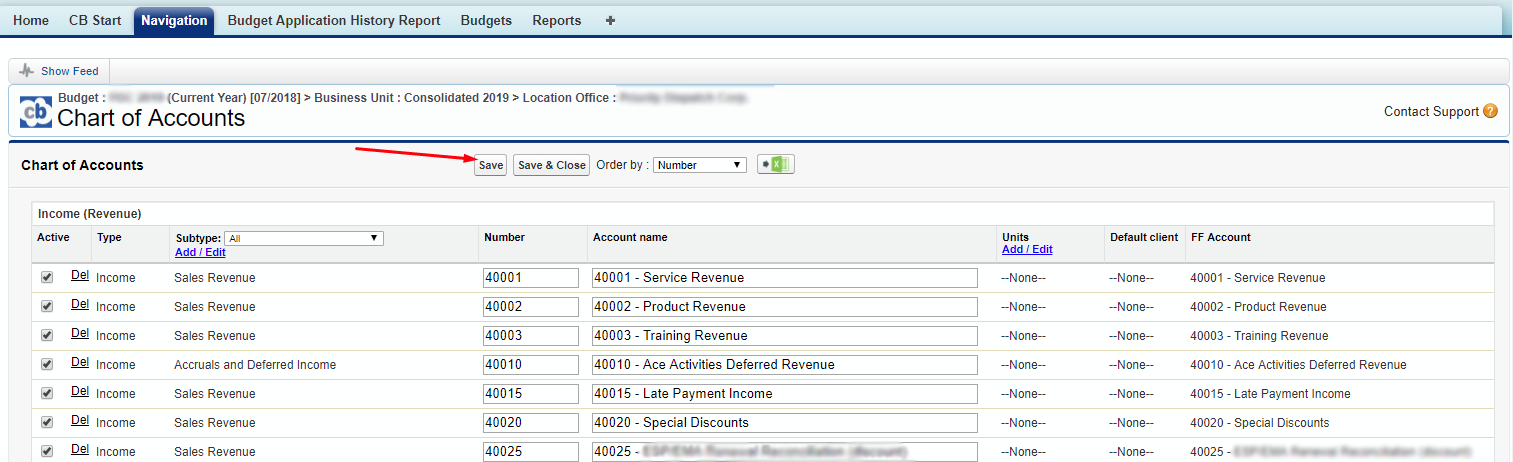 Home CB Start Navigation Budget Application History Report Budgets Reports +
Show Feed
Budget : (Current Year) [07/2018] > Business Unit : Consolidated 2019 > Location Office :
cb
Chart of Accounts
Contact Support ?
Chart of Accounts Save Save & Close Order by : Number
Income (Revenue)
Active Type Subtype: All Number Account name Units Default client FF Account
Add / Edit Add / Edit
Del Income Sales Revenue 40001 40001 - Service Revenue --None-- --None-- 40001 - Service Revenue
Del Income Sales Revenue 40002 40002 - Product Revenue --None-- --None-- 40002 - Product Revenue
Del Income Sales Revenue 40003 40003 - Training Revenue --None-- --None-- 40003 - Training Revenue
Del Income Accruals and Deferred Income 40010 40010 - Ace Activities Deferred Revenue --None-- --None-- 40010 - Ace Activities Deferred Revenue
Del Income Sales Revenue 40015 40015 - Late Payment Income --None-- --None-- 40015 - Late Payment Income
Del Income Sales Revenue 40020 40020 - Special Discounts --None-- --None-- 40020 - Special Discounts
Del Income Sales Revenue 40025 40025 - --None-- --None-- 40025 -